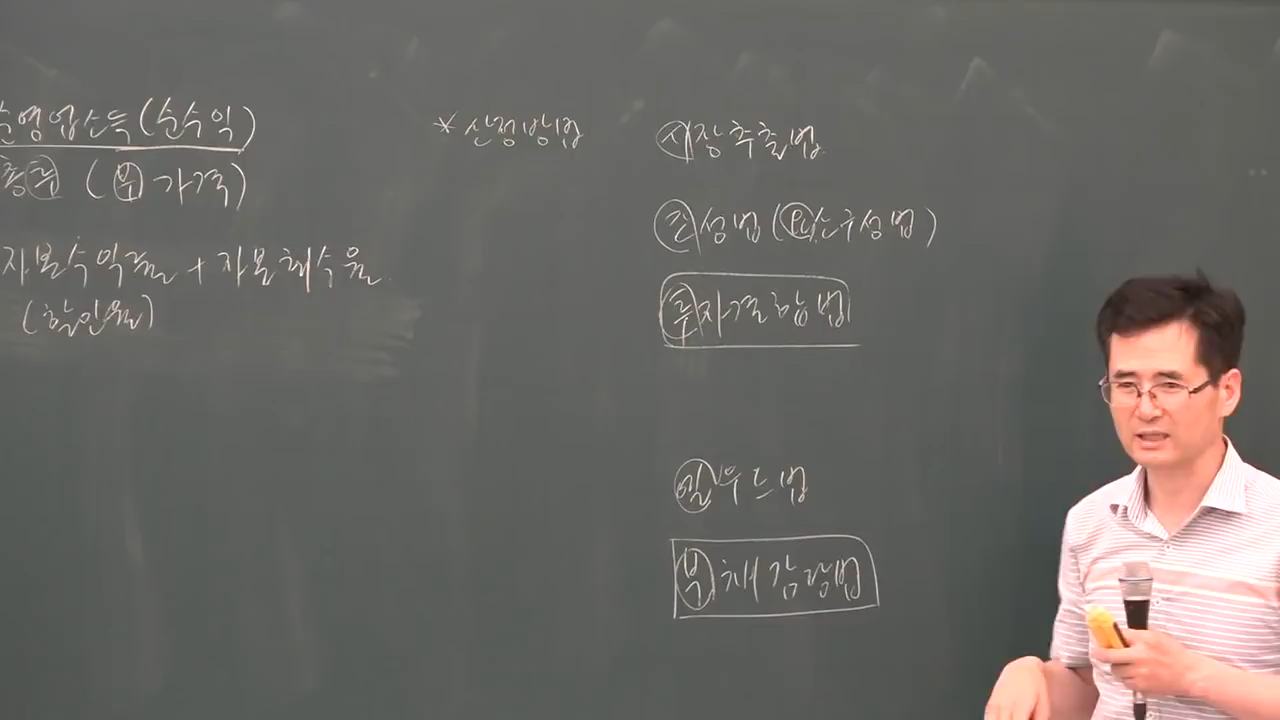 순영업소득 (순수익)
총투 (부 가격)
자본수익률 + 자본회수율
(할인율)
* 산정방법
시장추출법
조성법 (요소구성법)
투자결합법
엘우드법
부채감당법